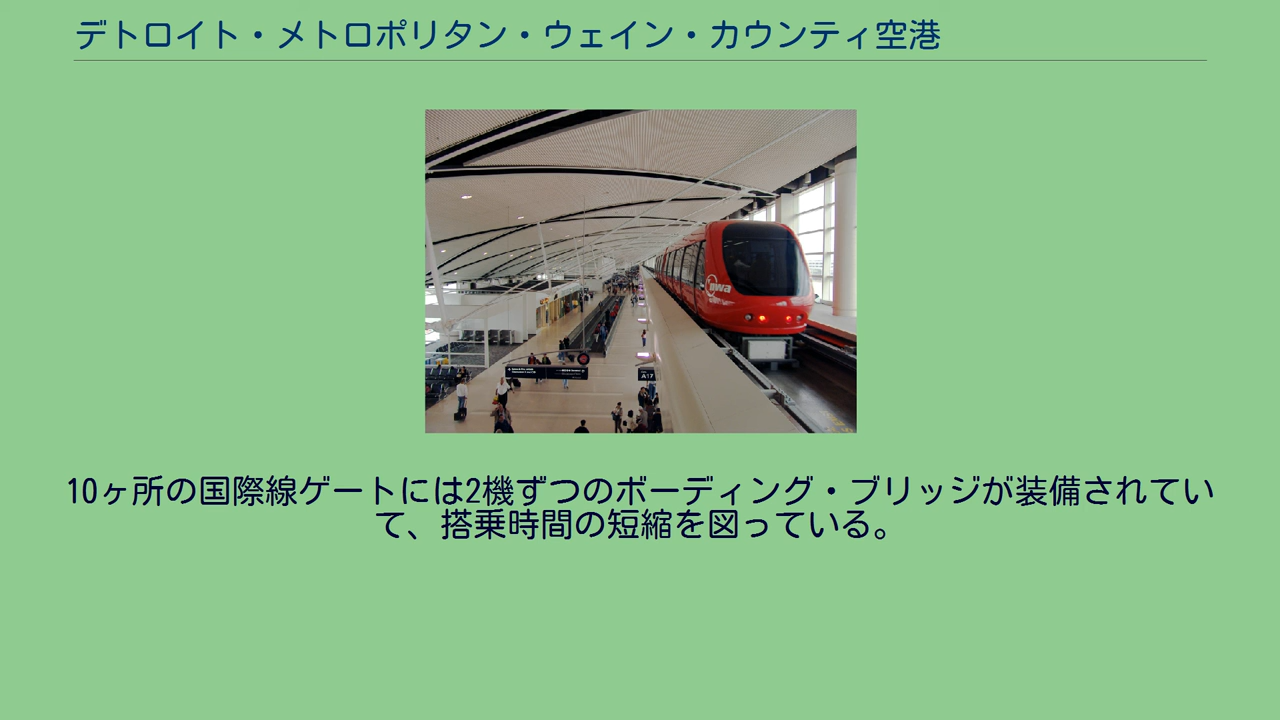 デトロイト・メトロポリタン・ウェイン・カウンティ空港
nwa
A17
10ヶ所の国際線ゲートには2機ずつのボーディング・ブリッジが装備されてい
て、搭乗時間の短縮を図っている。